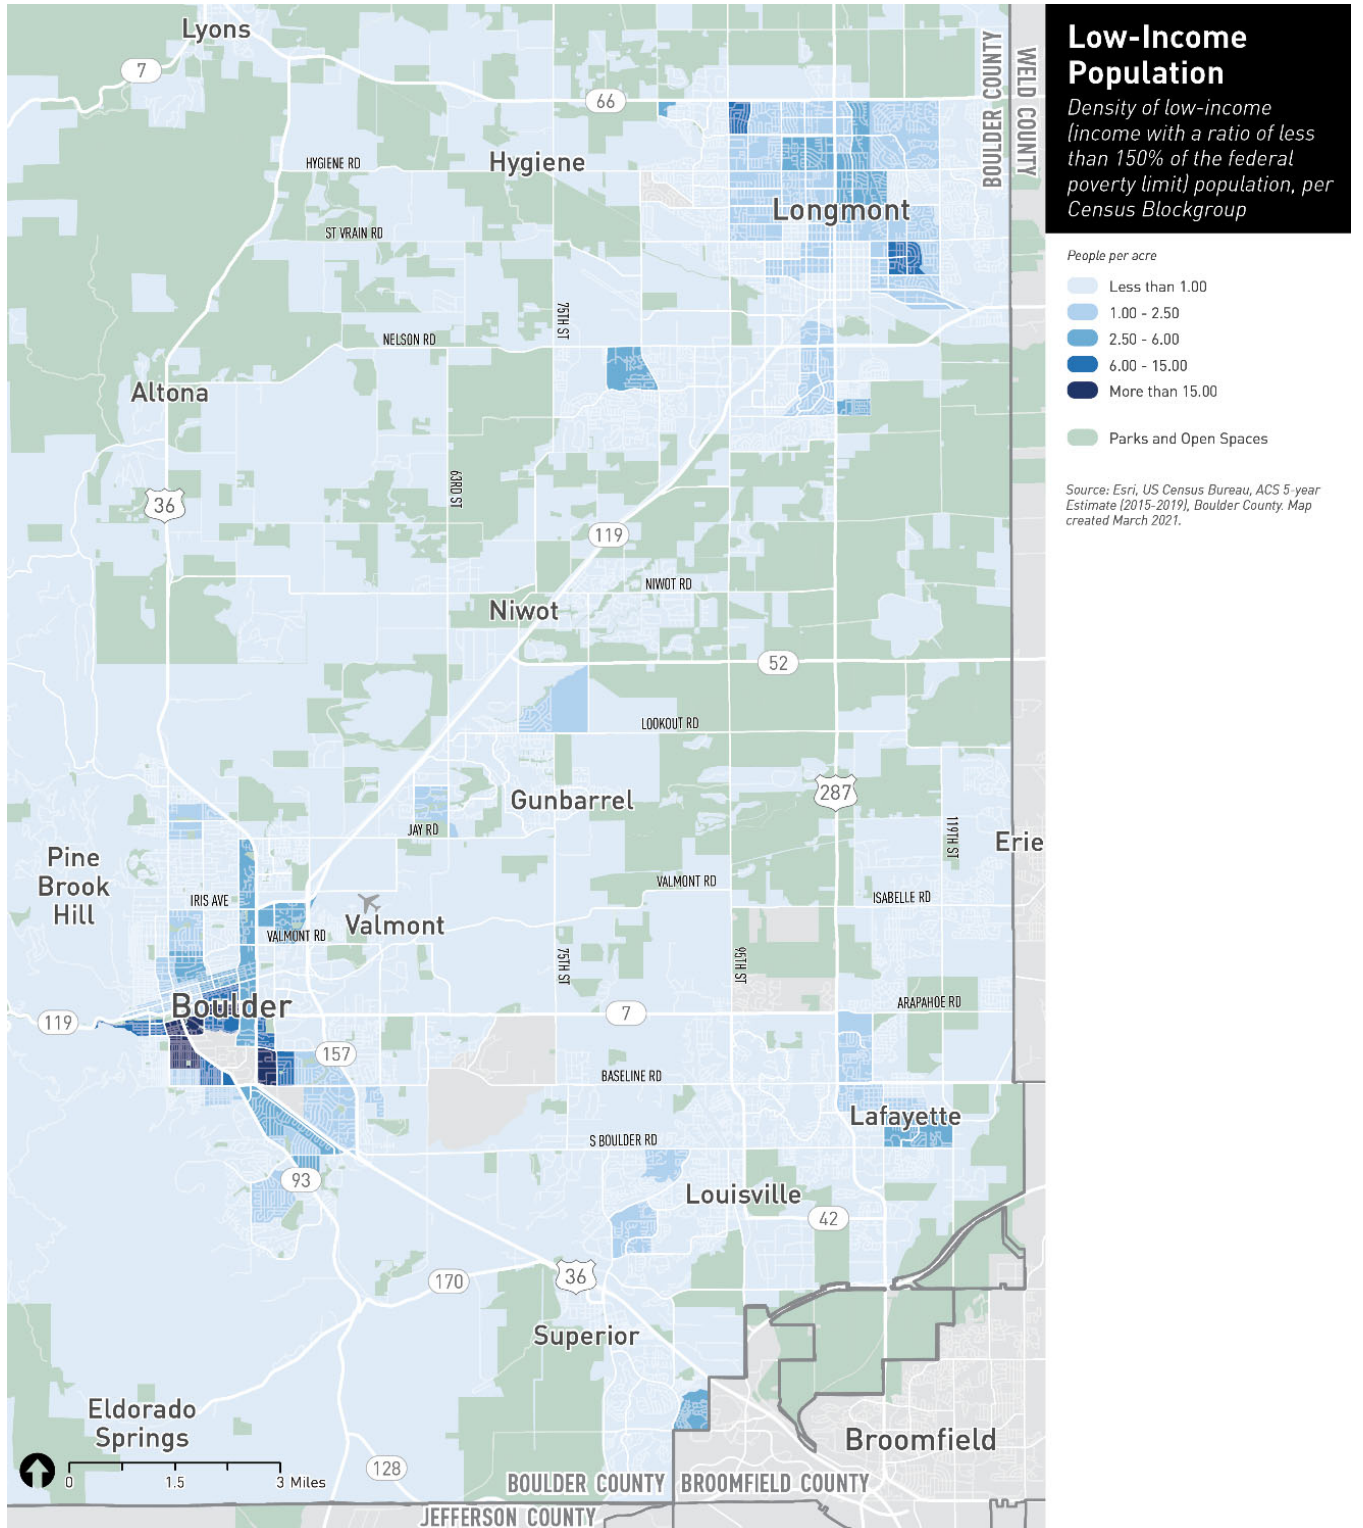 Low-Income
Population
Density of low-income
(income with a ratio of less
than 150% of the federal
poverty limit) population, per
Census Blockgroup
People per acre
Less than 1.00
1.00 - 2.50
2.50 - 6.00
6.00 - 15.00
More than 15.00
Parks and Open Spaces
Source: Esri, US Census Bureau, ACS 5-year
Estimate (2015-2019), Boulder County. Map
created March 2021.
Lyons
7
66
BOULDER COUNTY
WELD COUNTY
HYGIENE RD
Hygiene
Longmont
ST VRAIN RD
75TH ST
NELSON RD
Altona
63RD ST
36
119
NIWOT RD
Niwot
52
LOOKOUT RD
287
Gunbarrel
JAY RD
119TH ST
Erie
Pine
Brook
Hill
VALMONT RD
ISABELLE RD
IRIS AVE
Valmont
VALMONT RD
75TH ST
95TH ST
Boulder
ARAPAHOE RD
119
7
157
BASELINE RD
Lafayette
S BOULDER RD
93
Louisville
42
170
36
Superior
Eldorado
Springs
Broomfield
0
1.5
3 Miles
128
BOULDER COUNTY
BROOMFIELD COUNTY
JEFFERSON COUNTY